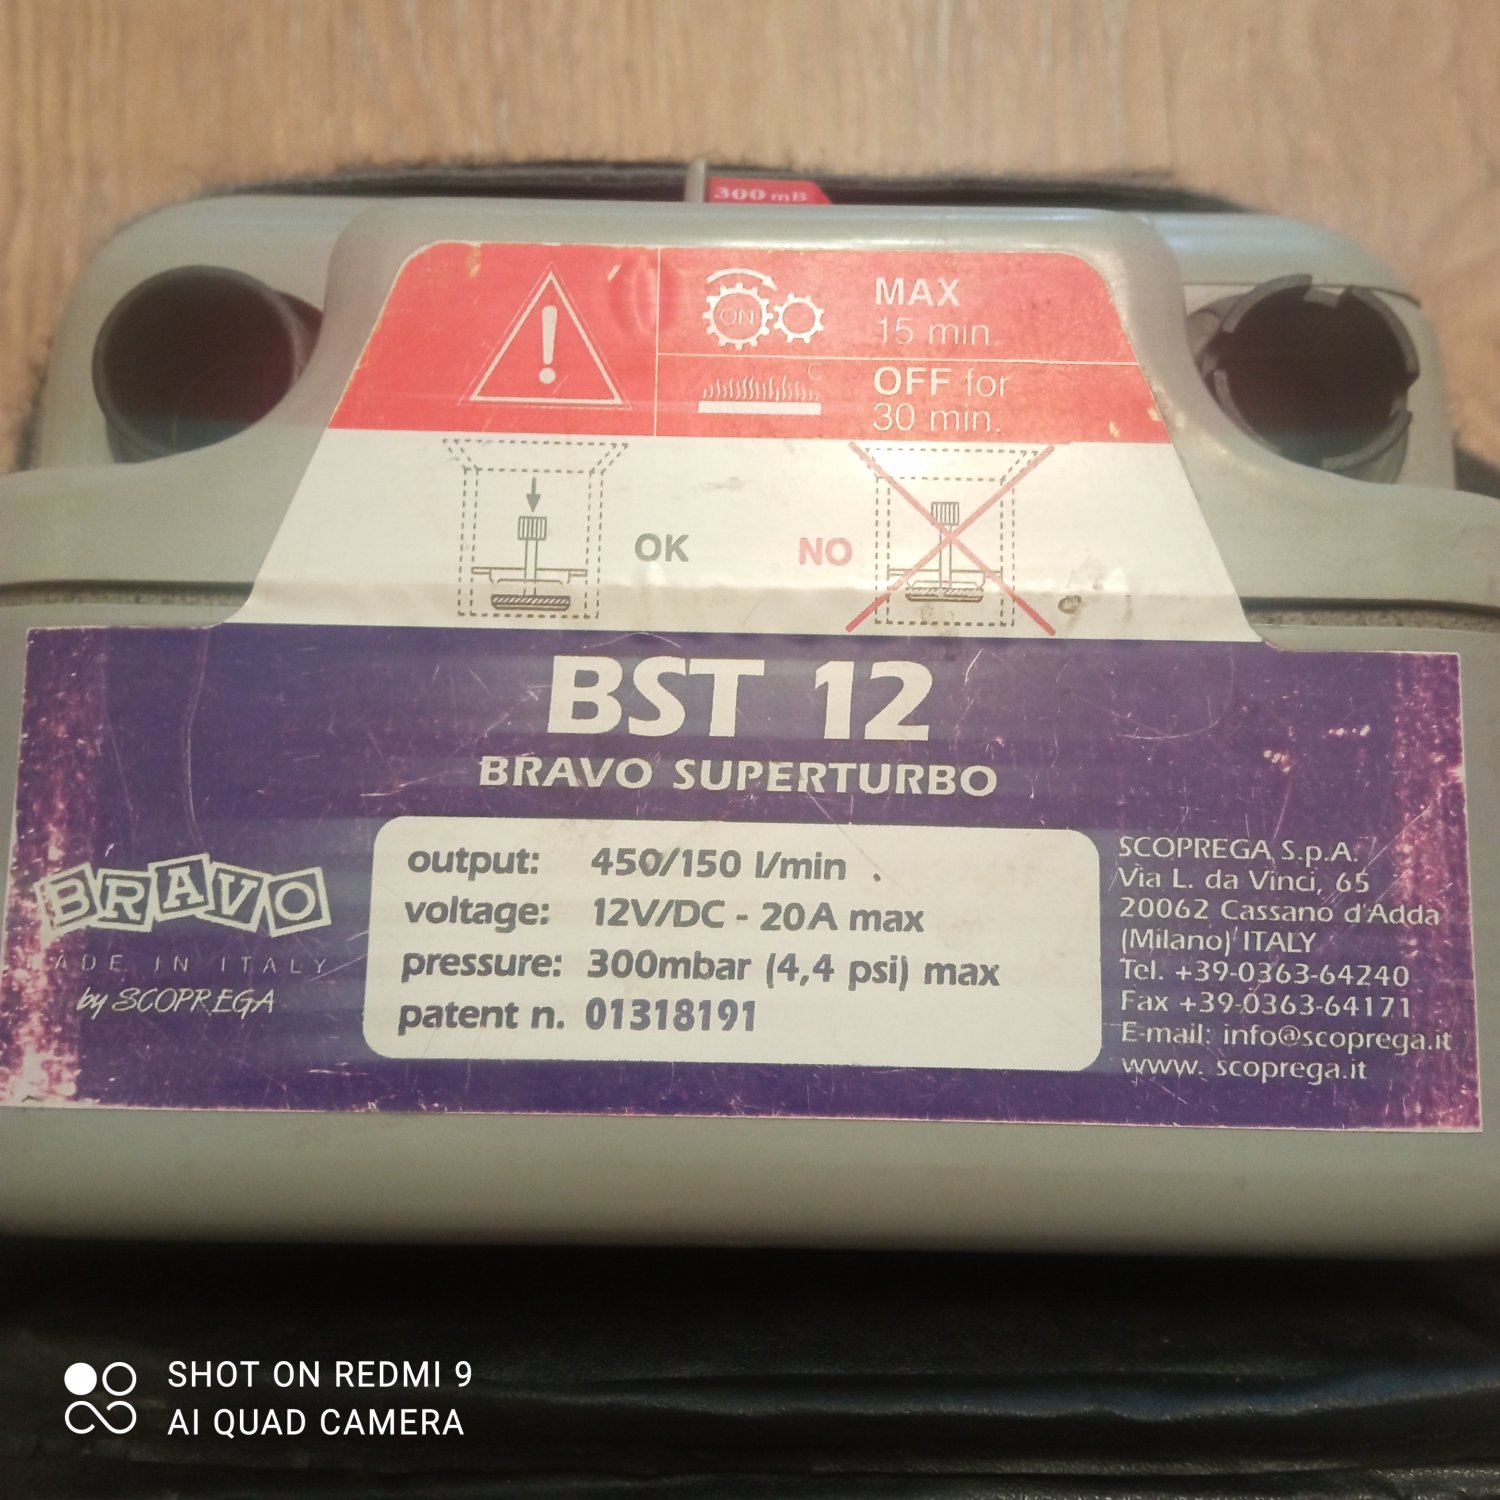 300 mB
MAX
15 min.
ON
C
OFF for
30 min.
OK
NO
BST 12
BRAVO SUPERTURBO
BRAVO
ADE IN ITALY
by SCOPREGA
output: 450/150 l/min
voltage: 12V/DC - 20A max
pressure: 300mbar (4,4 psi) max
patent n. 01318191
SCOPREGA S.p.A.
Via L. da Vinci, 65
20062 Cassano d'Adda
(Milano) ITALY
Tel. +39-0363-64240
Fax +39-0363-64171
E-mail: info@scoprega.it
www. scoprega.it
SHOT ON REDMI 9
AI QUAD CAMERA